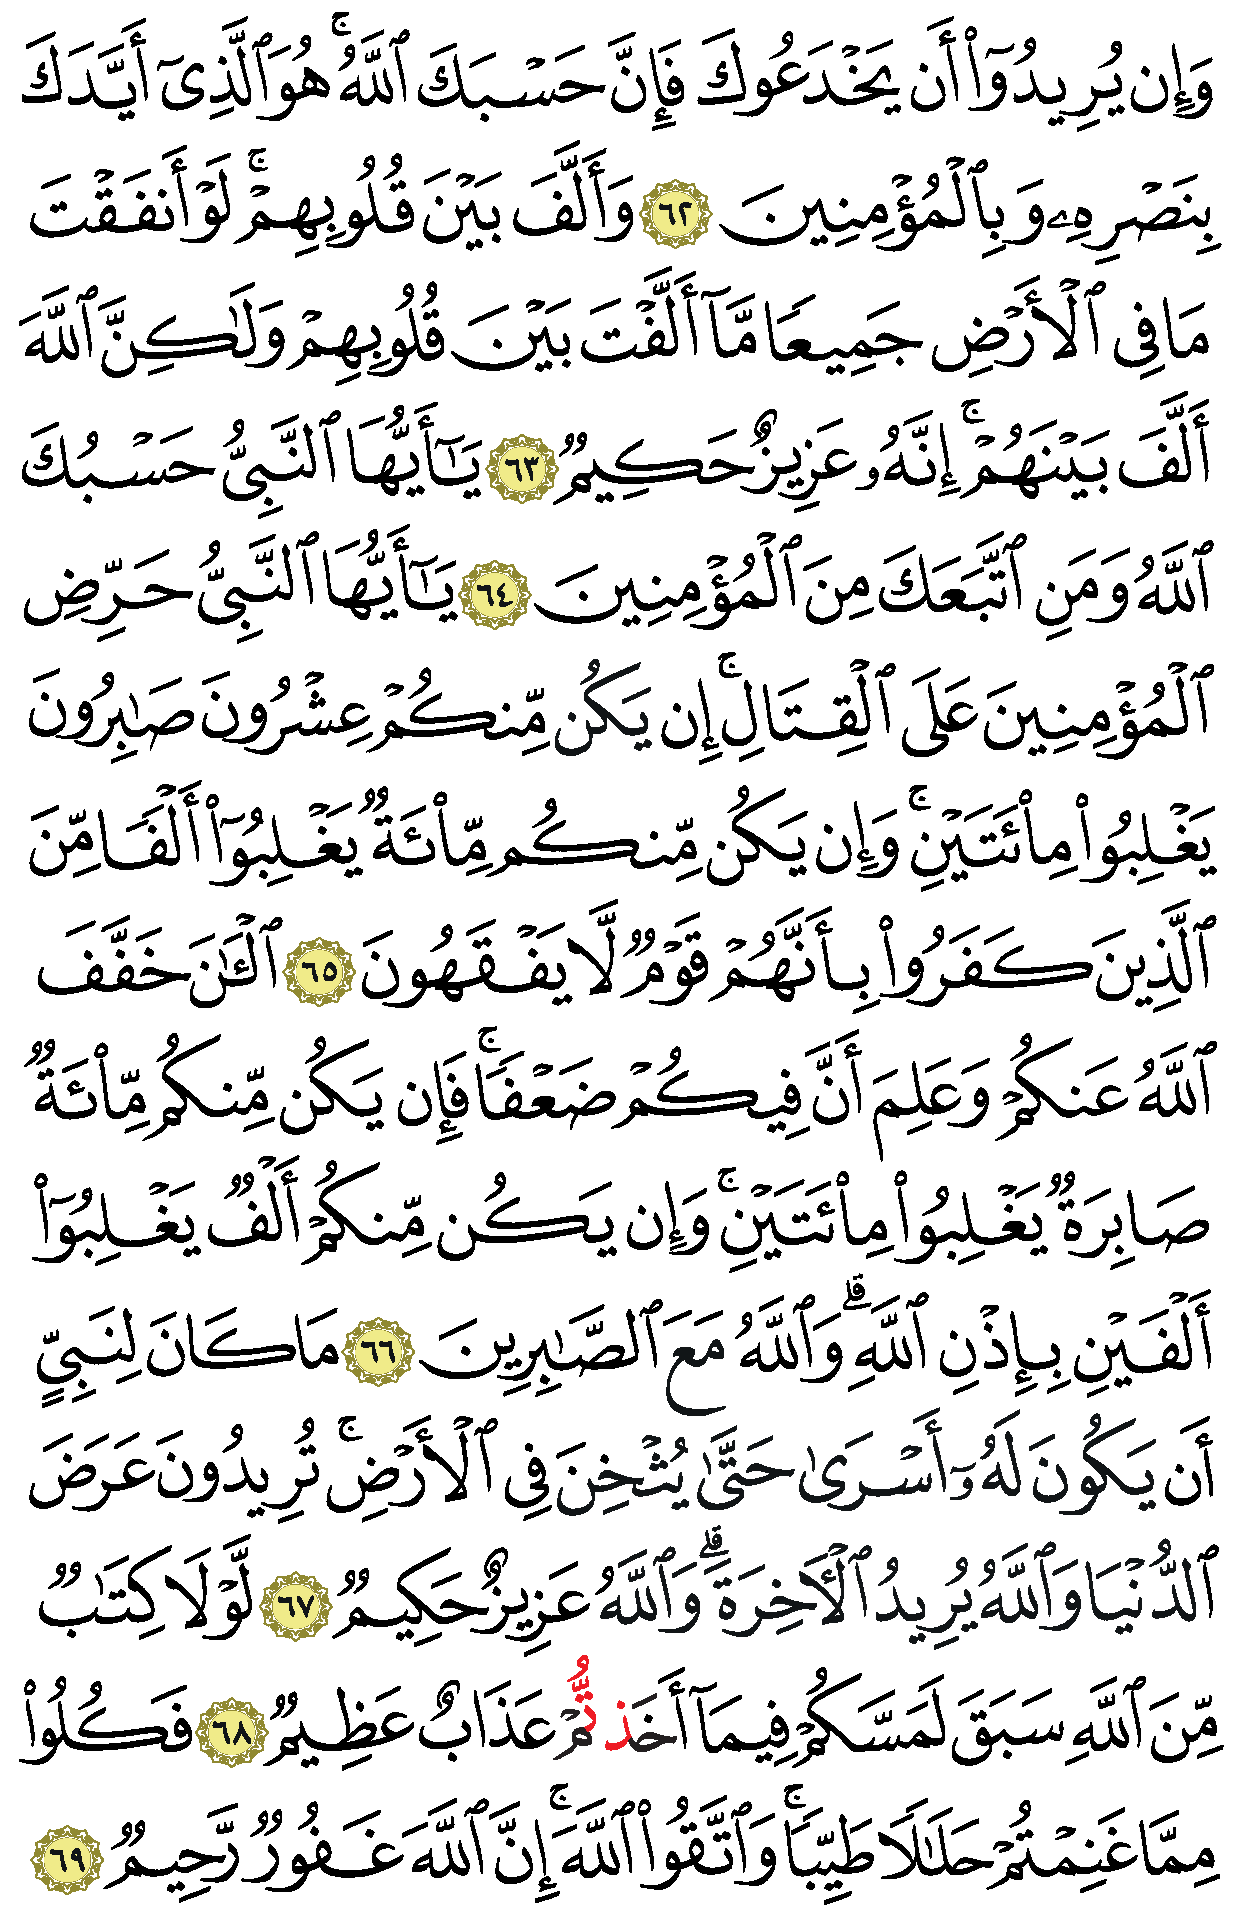 وَإِن يُرِيدُوٓا۟ أَن يَخْدَعُوكَ فَإِنَّ حَسْبَكَ ٱللَّهُ ۚ هُوَ ٱلَّذِىٓ أَيَّدَكَ
بِنَصْرِهِۦ وَبِٱلْمُؤْمِنِينَ ٦٢ وَأَلَّفَ بَيْنَ قُلُوبِهِمْ ۚ لَوْ أَنفَقْتَ
مَا فِى ٱلْأَرْضِ جَمِيعًا مَّآ أَلَّفْتَ بَيْنَ قُلُوبِهِمْ وَلَـٰكِنَّ ٱللَّهَ
أَلَّفَ بَيْنَهُمْ ۚ إِنَّهُۥ عَزِيزٌ حَكِيمٌ ٦٣ يَـٰٓأَيُّهَا ٱلنَّبِىُّ حَسْبُكَ
ٱللَّهُ وَمَنِ ٱتَّبَعَكَ مِنَ ٱلْمُؤْمِنِينَ ٦٤ يَـٰٓأَيُّهَا ٱلنَّبِىُّ حَرِّضِ
ٱلْمُؤْمِنِينَ عَلَى ٱلْقِتَالِ ۚ إِن يَكُن مِّنكُمْ عِشْرُونَ صَـٰبِرُونَ
يَغْلِبُوا۟ مِا۟ئَتَيْنِ ۚ وَإِن يَكُن مِّنكُم مِّا۟ئَةٌ يَغْلِبُوٓا۟ أَلْفًا مِّنَ
ٱلَّذِينَ كَفَرُوا۟ بِأَنَّهُمْ قَوْمٌ لَّا يَفْقَهُونَ ٦٥ ٱلْـَٔـٰنَ خَفَّفَ
ٱللَّهُ عَنكُمْ وَعَلِمَ أَنَّ فِيكُمْ ضَعْفًا ۚ فَإِن يَكُن مِّنكُم مِّا۟ئَةٌ
صَابِرَةٌ يَغْلِبُوا۟ مِا۟ئَتَيْنِ ۚ وَإِن يَكُن مِّنكُمْ أَلْفٌ يَغْلِبُوٓا۟
أَلْفَيْنِ بِإِذْنِ ٱللَّهِ ۗ وَٱللَّهُ مَعَ ٱلصَّـٰبِرِينَ ٦٦ مَا كَانَ لِنَبِىٍّ
أَن يَكُونَ لَهُۥٓ أَسْرَىٰ حَتَّىٰ يُثْخِنَ فِى ٱلْأَرْضِ ۚ تُرِيدُونَ عَرَضَ
ٱلدُّنْيَا وَٱللَّهُ يُرِيدُ ٱلْـَٔاخِرَةَ ۗ وَٱللَّهُ عَزِيزٌ حَكِيمٌ ٦٧ لَّوْلَا كِتَـٰبٌ
مِّنَ ٱللَّهِ سَبَقَ لَمَسَّكُمْ فِيمَآ أَخَذتُّمْ عَذَابٌ عَظِيمٌ ٦٨ فَكُلُوا۟
مِمَّا غَنِمْتُمْ حَلَـٰلًا طَيِّبًا ۚ وَٱتَّقُوا۟ ٱللَّهَ ۚ إِنَّ ٱللَّهَ غَفُورٌ رَّحِيمٌ ٦٩